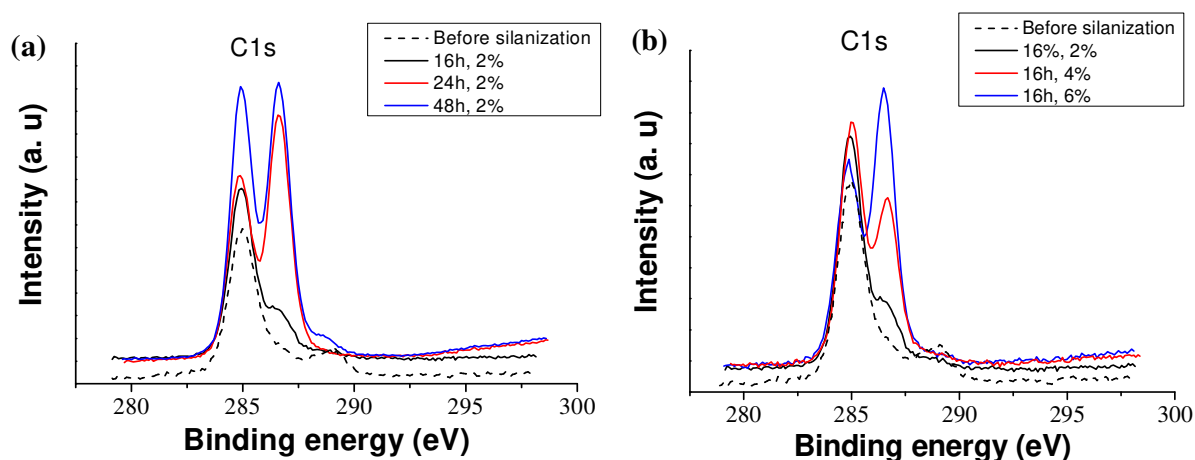 (a)
C1s
Before silanization
16h, 2%
24h, 2%
48h, 2%
Intensity (a. u)
280 285 290 295 300
Binding energy (eV)
(b)
C1s
Before silanization
16%, 2%
16h, 4%
16h, 6%
Intensity (a. u)
280 285 290 295 300
Binding energy (eV)